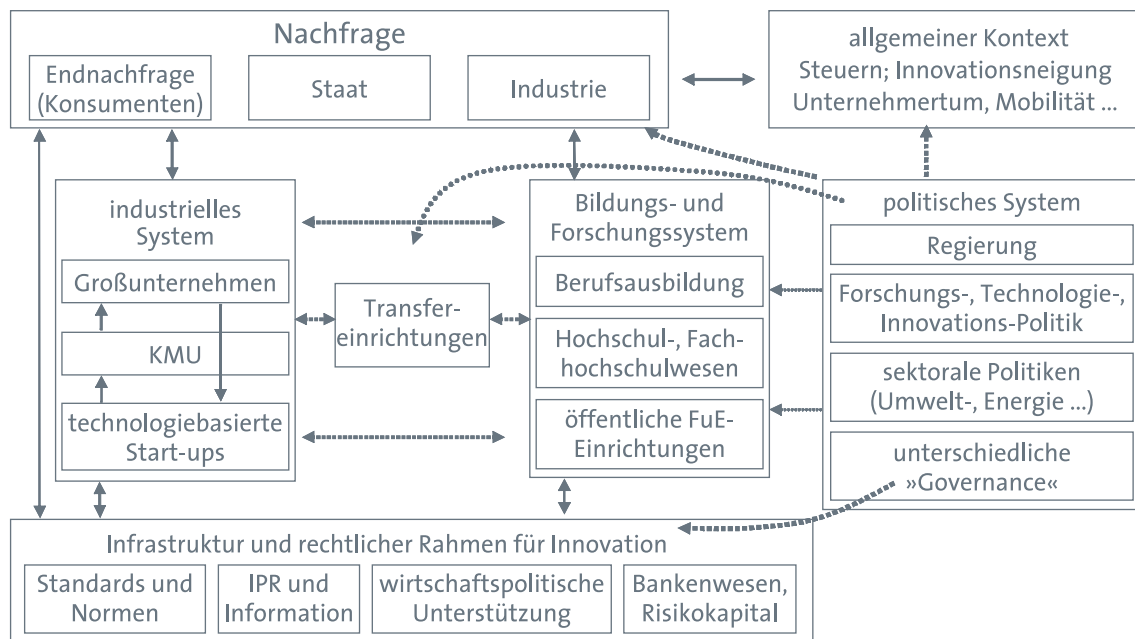 Nachfrage
Endnachfrage
(Konsumenten)
Staat
Industrie
allgemeiner Kontext
Steuern; Innovationsneigung
Unternehmertum, Mobilität ...
industrielles
System
Großunternehmen
KMU
technologiebasierte
Start-ups
Transfer-
einrichtungen
Bildungs- und
Forschungssystem
Berufsausbildung
Hochschul-, Fach-
hochschulwesen
öffentliche FuE-
Einrichtungen
politisches System
Regierung
Forschungs-, Technologie-,
Innovations-Politik
sektorale Politiken
(Umwelt-, Energie ...)
unterschiedliche
»Governance«
Infrastruktur und rechtlicher Rahmen für Innovation
Standards und
Normen
IPR und
Information
wirtschaftspolitische
Unterstützung
Bankenwesen,
Risikokapital